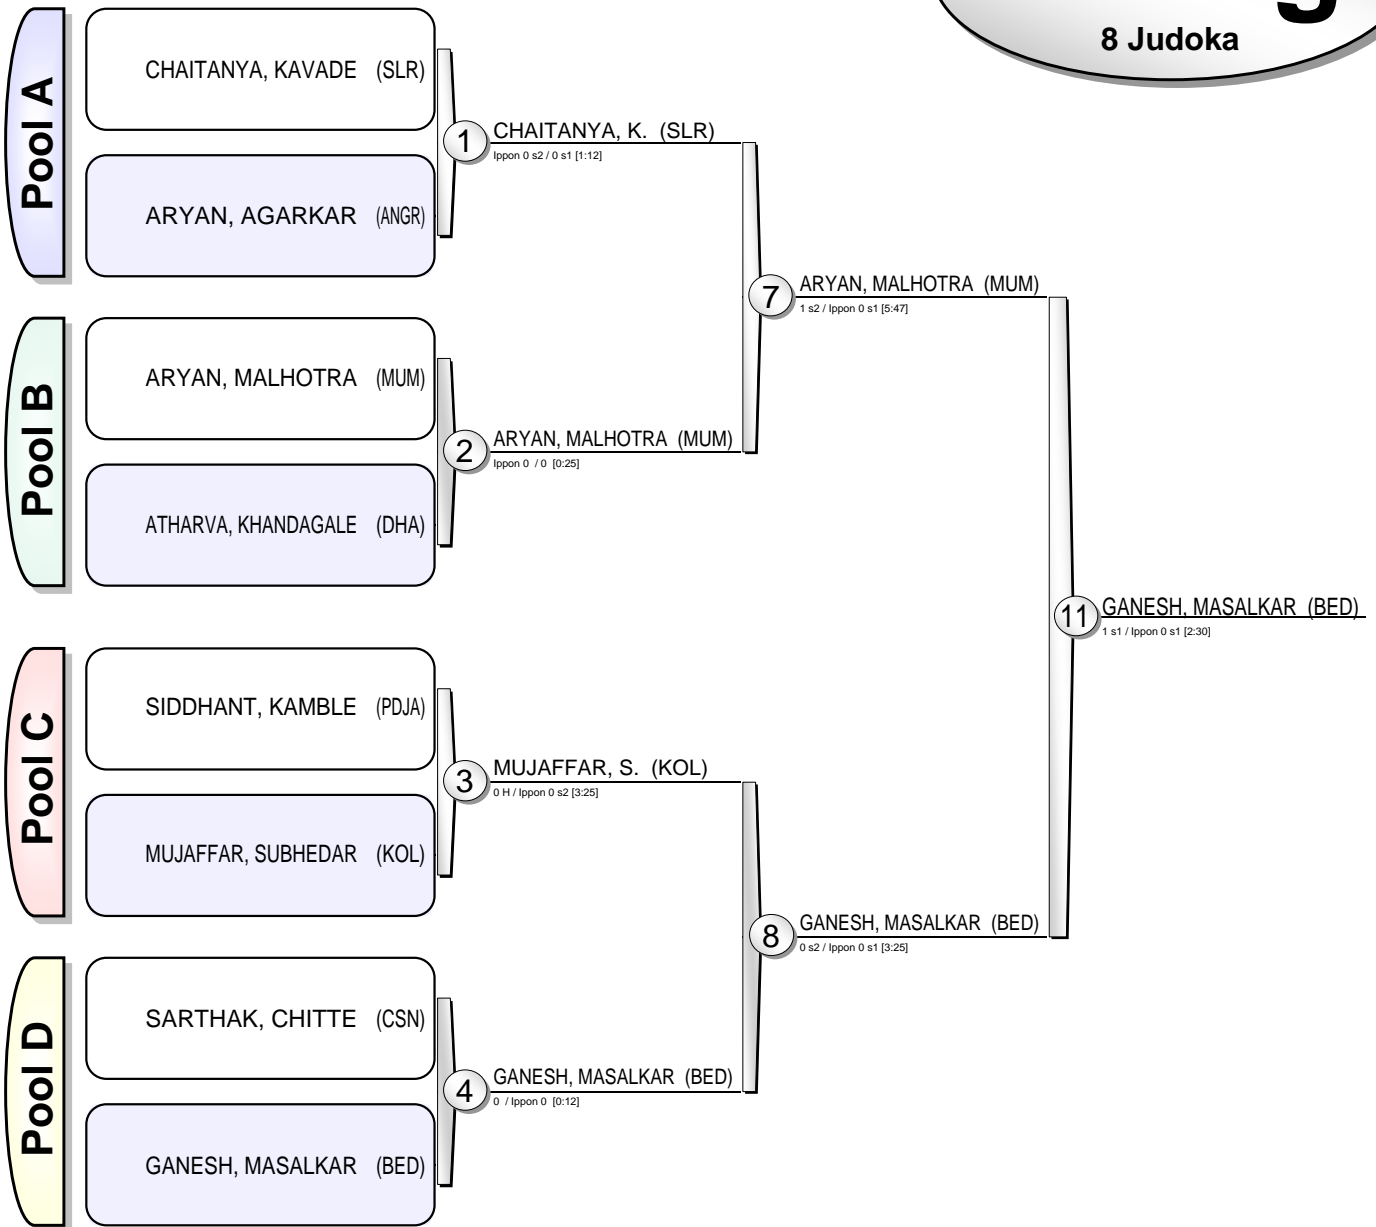 8 Judoka
Pool A
CHAITANYA, KAVADE (SLR)
ARYAN, AGARKAR (ANGR)
1
CHAITANYA, K. (SLR)
Ippon 0 s2 / 0 s1 [1:12]
Pool B
ARYAN, MALHOTRA (MUM)
ATHARVA, KHANDAGALE (DHA)
2
ARYAN, MALHOTRA (MUM)
Ippon 0 / 0 [0:25]
7
ARYAN, MALHOTRA (MUM)
1 s2 / Ippon 0 s1 [5:47]
Pool C
SIDDHANT, KAMBLE (PDJA)
MUJAFFAR, SUBHEDAR (KOL)
3
MUJAFFAR, S. (KOL)
0 H / Ippon 0 s2 [3:25]
Pool D
SARTHAK, CHITTE (CSN)
GANESH, MASALKAR (BED)
4
GANESH, MASALKAR (BED)
0 / Ippon 0 [0:12]
8
GANESH, MASALKAR (BED)
0 s2 / Ippon 0 s1 [3:25]
11
GANESH, MASALKAR (BED)
1 s1 / Ippon 0 s1 [2:30]